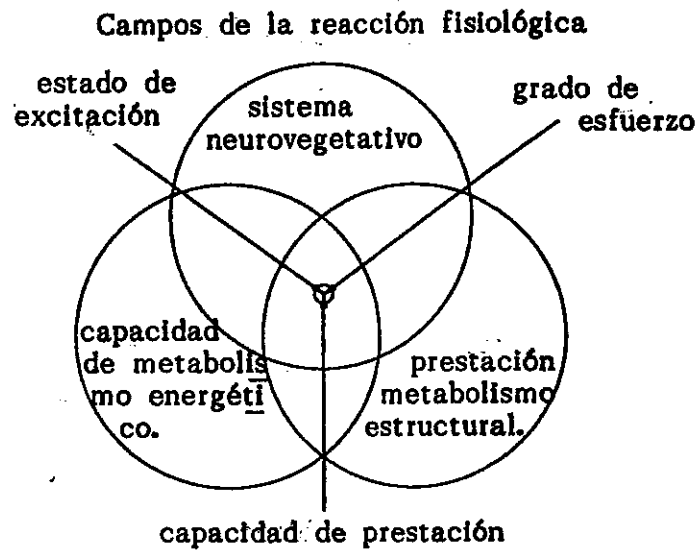 Campos de la reacción fisiológica
estado de
excitación
sistema
neurovegetativo
grado de
esfuerzo
capacidad
de metabolis
mo energéti
co.
prestación
metabolismo
estructural.
capacidad de prestación